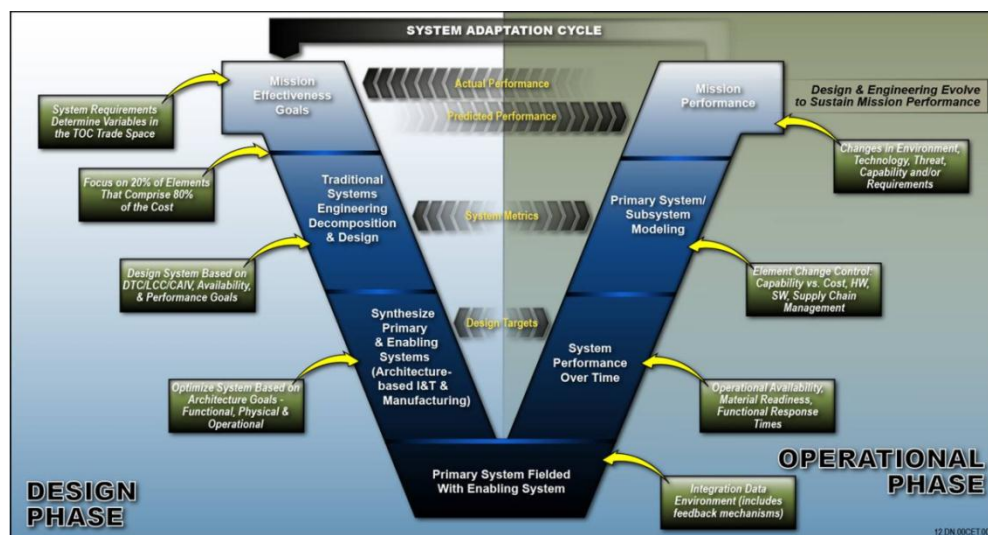 SYSTEM ADAPTATION CYCLE
Mission
Effectiveness
Goals
Actual Performance
Predicted Performance
Mission
Performance
Design & Engineering Evolve
to Sustain Mission Performance
System Requirements
Determine Variables in
the TOC Trade Space
Changes in Environment,
Technology, Threat,
Capability and/or
Requirements
Focus on 20% of Elements
That Comprise 80%
of the Cost
Traditional
Systems
Engineering
Decomposition
& Design
System Metrics
Primary System/
Subsystem
Modeling
Design System Based on
DTC/LCC/CAIV, Availability,
& Performance Goals
Element Change Control:
Capability vs. Cost, HW,
SW, Supply Chain
Management
Synthesize
Primary
& Enabling
Systems
(Architecture-
based I&T &
Manufacturing)
Design Targets
System
Performance
Over Time
Optimize System Based on
Architecture Goals -
Functional, Physical &
Operational
Operational Availability,
Material Readiness,
Functional Response
Times
Primary System Fielded
With Enabling System
Integration Data
Environment (includes
feedback mechanisms)
DESIGN
PHASE
OPERATIONAL
PHASE